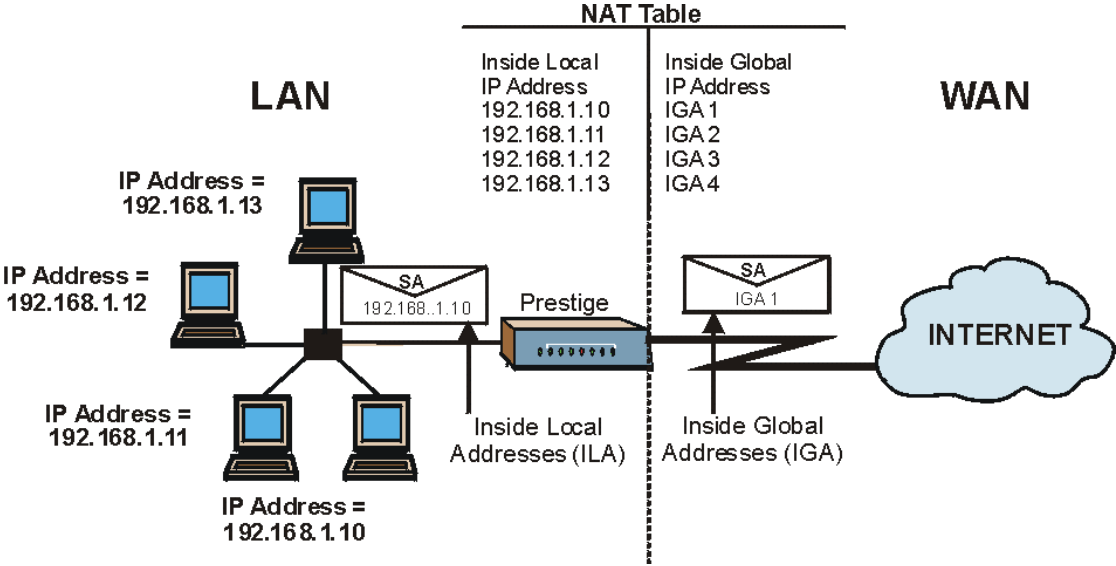 NAT Table
Inside Local
IP Address
192.168.1.10
192.168.1.11
192.168.1.12
192.168.1.13
Inside Global
IP Address
IGA 1
IGA 2
IGA 3
IGA 4
LAN
WAN
IP Address =
192.168.1.13
IP Address =
192.168.1.12
IP Address =
192.168.1.11
IP Address =
192.168.1.10
SA
192.168..1.10
Prestige
SA
IGA 1
INTERNET
Inside Local
Addresses (ILA)
Inside Global
Addresses (IGA)